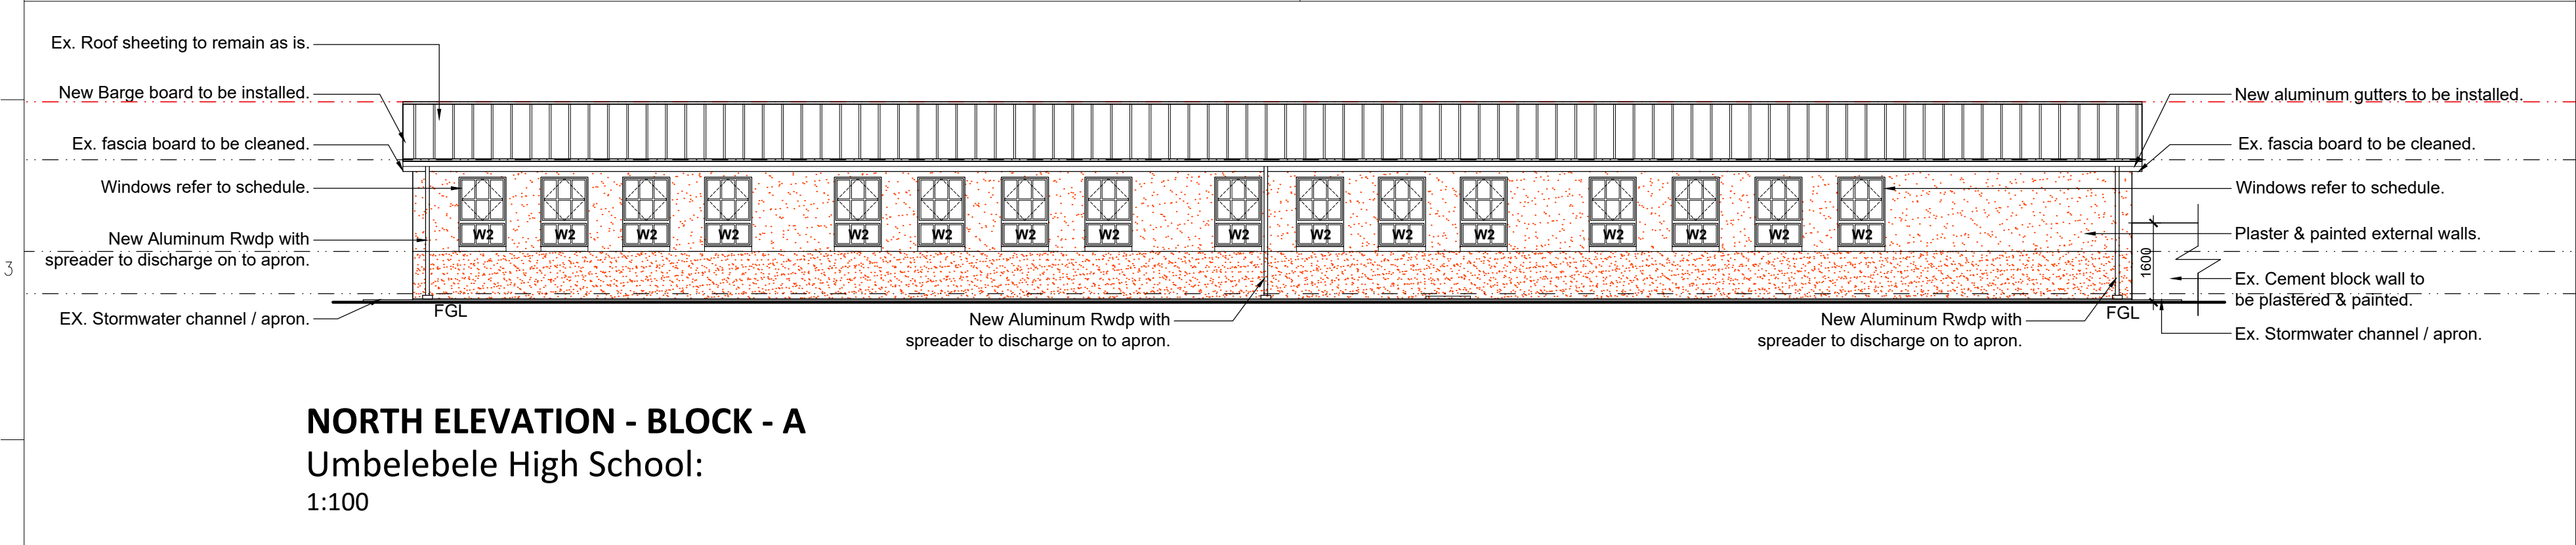 Ex. Roof sheeting to remain as is.
New Barge board to be installed.
New aluminum gutters to be installed.
Ex. fascia board to be cleaned.
Ex. fascia board to be cleaned.
Windows refer to schedule.
Windows refer to schedule.
W2 W2 W2 W2 W2 W2 W2 W2 W2 W2 W2 W2 W2 W2 W2 W2
New Aluminum Rwdp with
spreader to discharge on to apron.
Plaster & painted external walls.
3
1600
Ex. Cement block wall to
be plastered & painted.
EX. Stormwater channel / apron.
FGL
New Aluminum Rwdp with
spreader to discharge on to apron.
New Aluminum Rwdp with
spreader to discharge on to apron.
FGL
Ex. Stormwater channel / apron.
NORTH ELEVATION - BLOCK - A
Umbelebele High School:
1:100